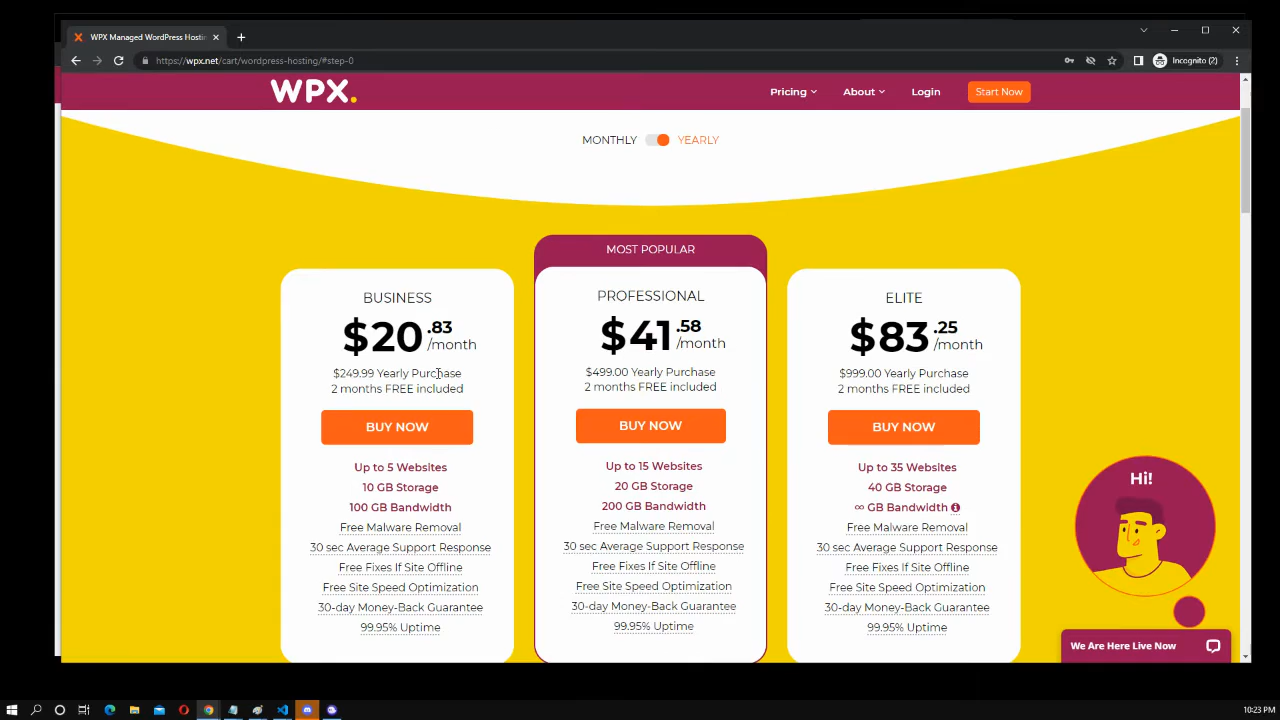 WPX Managed WordPress Hostin
https://wpx.net/cart/wordpress-hosting/#step-0
Incognito (2)
WPX.
Pricing
About
Login
Start Now
MONTHLY
YEARLY
BUSINESS
$20.83/month
$249.99 Yearly Purchase
2 months FREE included
BUY NOW
Up to 5 Websites
10 GB Storage
100 GB Bandwidth
Free Malware Removal
30 sec Average Support Response
Free Fixes If Site Offline
Free Site Speed Optimization
30-day Money-Back Guarantee
99.95% Uptime
MOST POPULAR
PROFESSIONAL
$41.58/month
$499.00 Yearly Purchase
2 months FREE included
BUY NOW
Up to 15 Websites
20 GB Storage
200 GB Bandwidth
Free Malware Removal
30 sec Average Support Response
Free Fixes If Site Offline
Free Site Speed Optimization
30-day Money-Back Guarantee
99.95% Uptime
ELITE
$83.25/month
$999.00 Yearly Purchase
2 months FREE included
BUY NOW
Up to 35 Websites
40 GB Storage
∞ GB Bandwidth
Free Malware Removal
30 sec Average Support Response
Free Fixes If Site Offline
Free Site Speed Optimization
30-day Money-Back Guarantee
99.95% Uptime
Hi!
We Are Here Live Now
10:23 PM